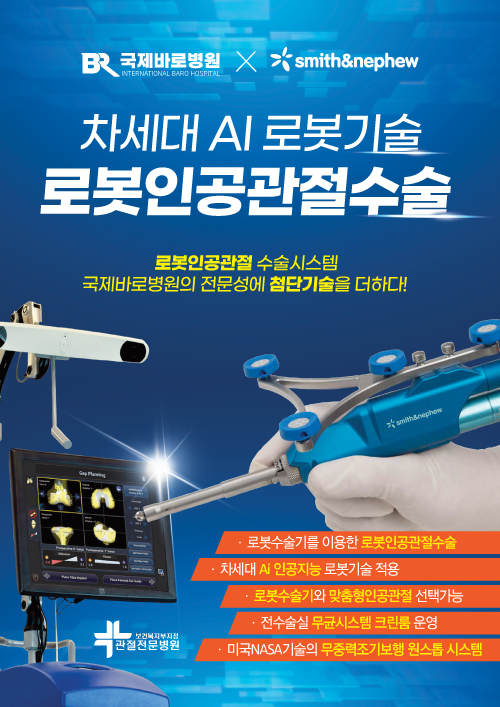 BR 국제바로병원
INTERNATIONAL BARO HOSPITAL
smith&nephew
차세대 AI 로봇기술
로봇인공관절수술
로봇인공관절 수술시스템
국제바로병원의 전문성에 첨단기술을 더하다!
smith&nephew
Gap Planning
· 로봇수술기를 이용한 로봇인공관절수술
· 차세대 Ai 인공지능 로봇기술 적용
· 로봇수술기와 맞춤형인공관절 선택가능
· 전수술실 무균시스템 크린룸 운영
· 미국NASA기술의 무중력조기보행 원스톱 시스템
보건복지부지정
관절전문병원